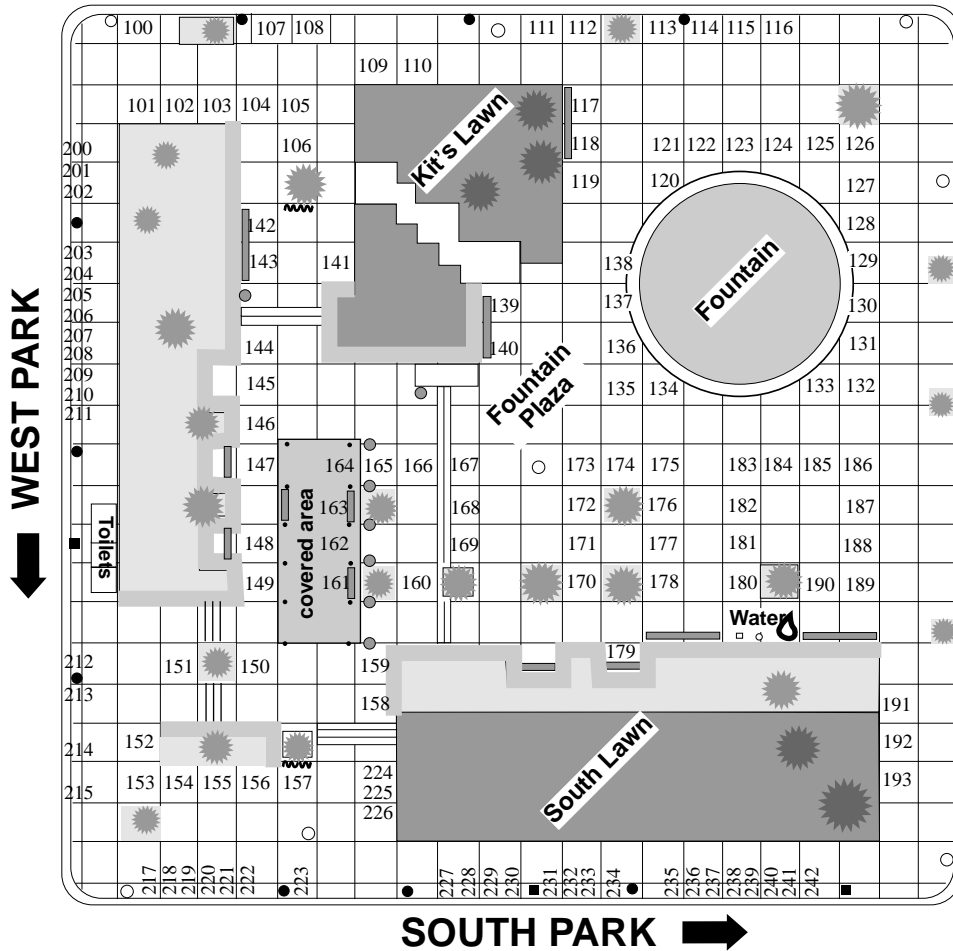 100 107 108 111 112 113 114 115 116
109 110
101 102 103 104 105 Kit's Lawn 117
200 106 118 121 122 123 124 125 126
201
202 119 120 127
142 128
203 143 141 138 Fountain 129
204
205 139 137 130
206
207 144 140 136 131
208
209 145 Fountain
Plaza 135 134 133 132
210
211 146
WEST PARK
147 164 165 166 167 173 174 175 183 184 185 186
163 168 172 176 182 187
Toilets 148 covered area 162 169 171 177 181 188
149 161 160 170 178 180 190 189
Water
212 151 150 159 179
213 158 191
214 152 South Lawn 192
215 153 154 155 156 157 224 193
225
226
217 218 219 220 221 222 223 227 228 229 230 231 232 233 234 235 236 237 238 239 240 241 242
SOUTH PARK